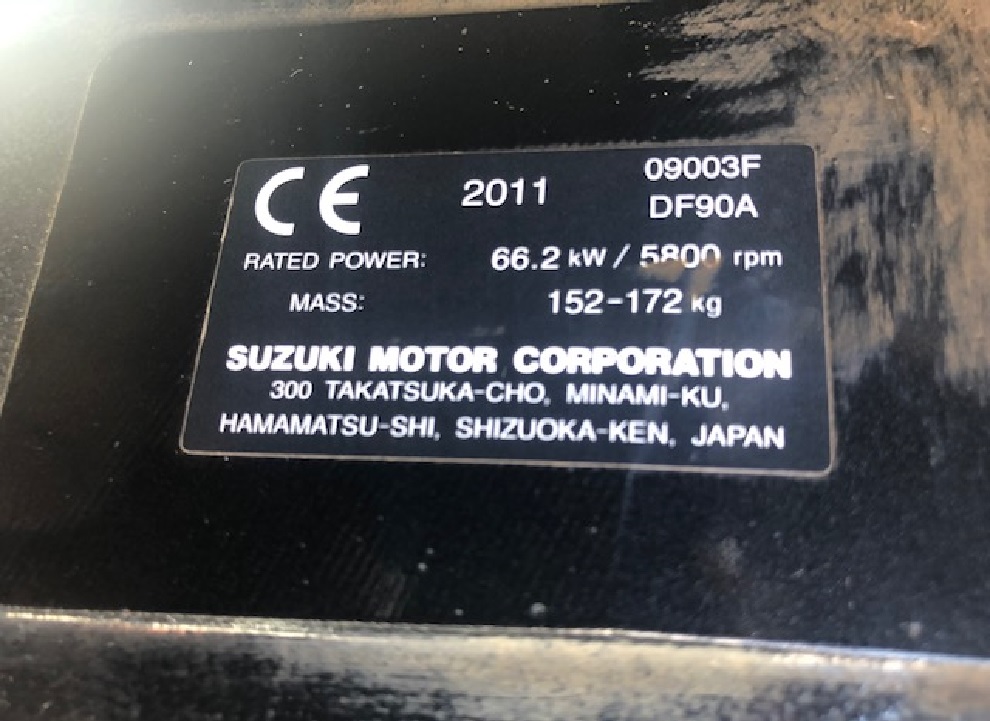 CE 2011 09003F
DF90A
RATED POWER: 66.2 kW / 5800 rpm
MASS: 152-172 kg
SUZUKI MOTOR CORPORATION
300 TAKATSUKA-CHO, MINAMI-KU,
HAMAMATSU-SHI, SHIZUOKA-KEN, JAPAN